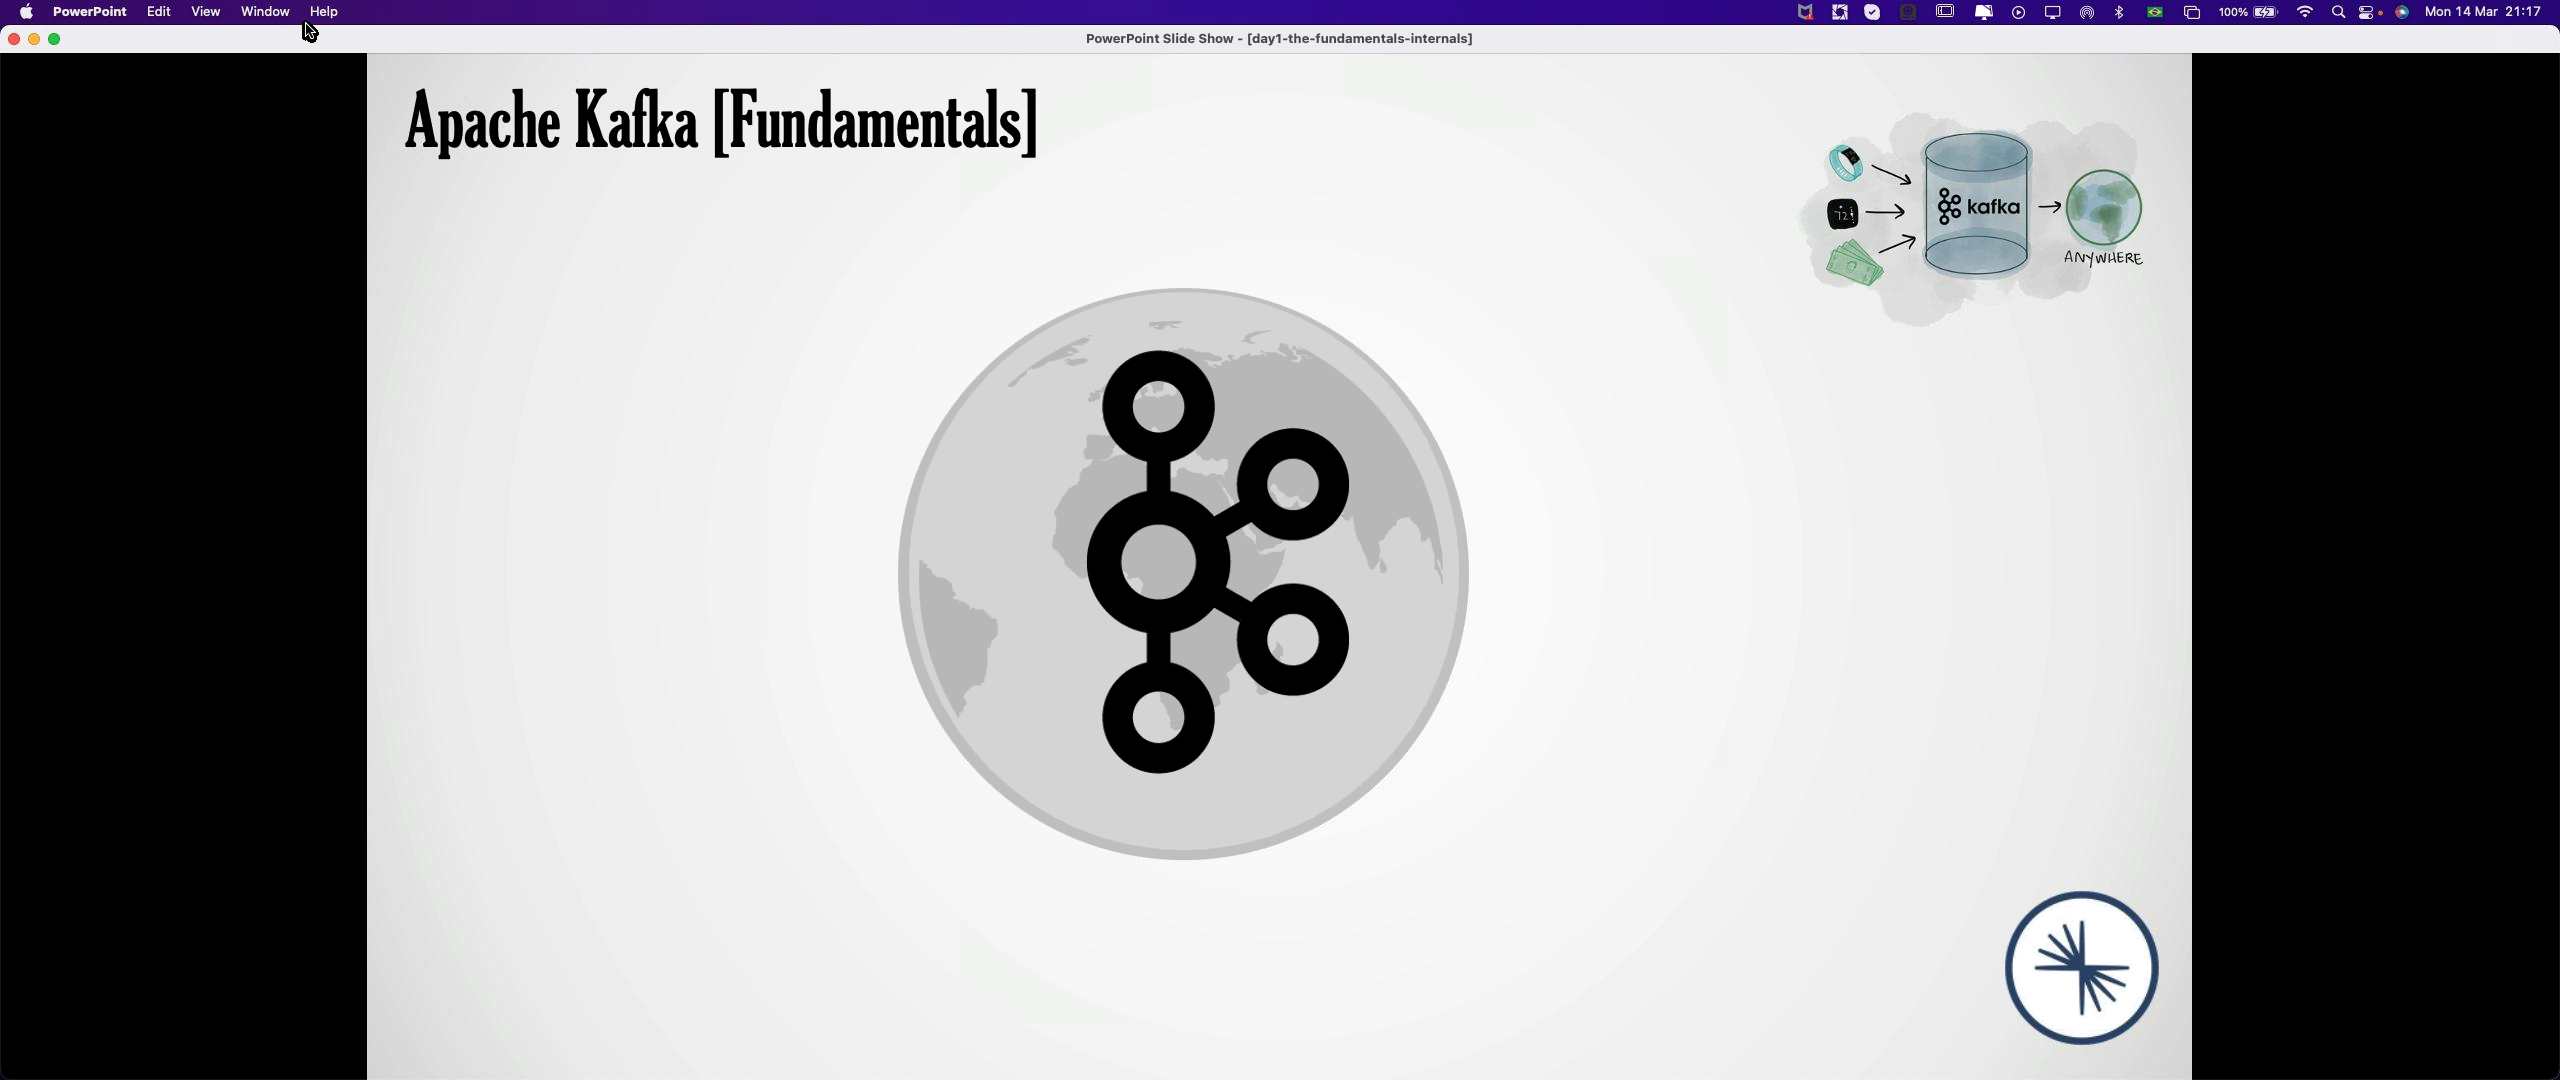 PowerPoint Edit View Window Help
100% Mon 14 Mar 21:17
PowerPoint Slide Show - [day1-the-fundamentals-internals]
Apache Kafka [Fundamentals]
72
kafka
ANYWHERE